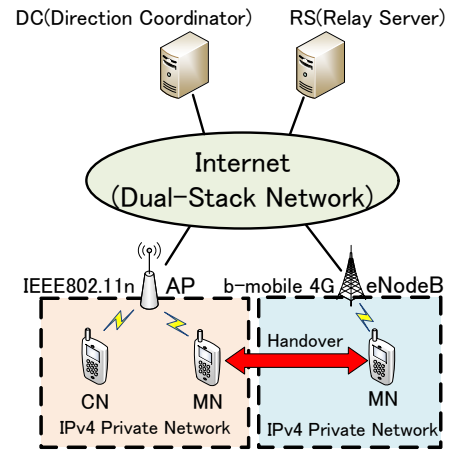 DC(Direction Coordinator)
RS(Relay Server)
Internet
(Dual-Stack Network)
IEEE802.11n
AP
b-mobile 4G
eNodeB
Handover
CN
MN
MN
IPv4 Private Network
IPv4 Private Network